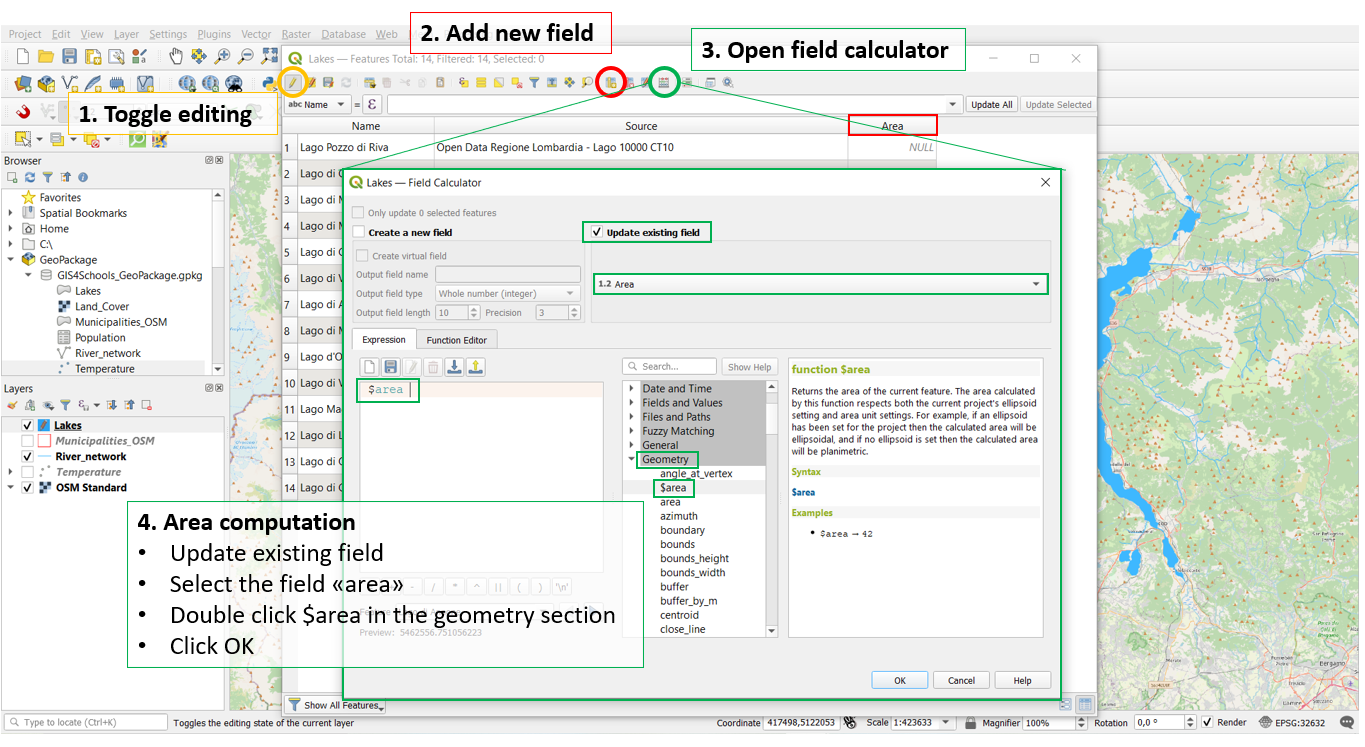 2. Add new field
3. Open field calculator
1. Toggle editing
Project Edit View Layer Settings Plugins Vector Raster Database Web
Lakes — Features Total: 14, Filtered: 14, Selected: 0
abc Name = ε Update All Update Selected
Name Source Area
1 Lago Pozzo di Riva Open Data Regione Lombardia - Lago 10000 CT10 NULL
2 Lago di
3 Lago di
4 Lago di
5 Lago di
6 Lago di
7 Lago di
8 Lago di
9 Lago d'O
10 Lago di
11 Lago Ma
12 Lago di
13 Lago di
14 Lago di
Browser
Favorites
Spatial Bookmarks
Home
C:\
GeoPackage
GIS4Schools_GeoPackage.gpkg
Lakes
Land_Cover
Municipalities_OSM
Population
River_network
Temperature
Layers
Lakes
Municipalities_OSM
River_network
Temperature
OSM Standard
Lakes — Field Calculator
Only update 0 selected features
Create a new field
Update existing field
Create virtual field
Output field name
Output field type Whole number (integer)
Output field length 10 Precision 3
1.2 Area
Expression Function Editor
$area
Search... Show Help
Date and Time
Fields and Values
Files and Paths
Fuzzy Matching
General
Geometry
angle_at_vertex
$area
area
azimuth
boundary
bounds
bounds_height
bounds_width
buffer
buffer_by_m
centroid
close_line
function $area
Returns the area of the current feature. The area calculated
by this function respects both the current project's ellipsoid
setting and area unit settings. For example, if an ellipsoid
has been set for the project then the calculated area will be
ellipsoidal, and if no ellipsoid is set then the calculated area
will be planimetric.
Syntax
$area
Examples
• $area → 42
4. Area computation
• Update existing field
• Select the field «area»
• Double click $area in the geometry section
• Click OK
- / * ^ || ( ) '\n'
Preview: 5462556.751056223
OK Cancel Help
Show All Features
Type to locate (Ctrl+K) Toggles the editing state of the current layer Coordinate 417498,5122053 Scale 1:423633 Magnifier 100% Rotation 0,0 ° Render EPSG:32632
Bergamo